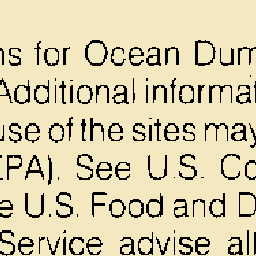 ns for Ocean Dum
Additional informat
use of the sites may
EPA). See U.S. Co
e U.S. Food and D
Service advise all